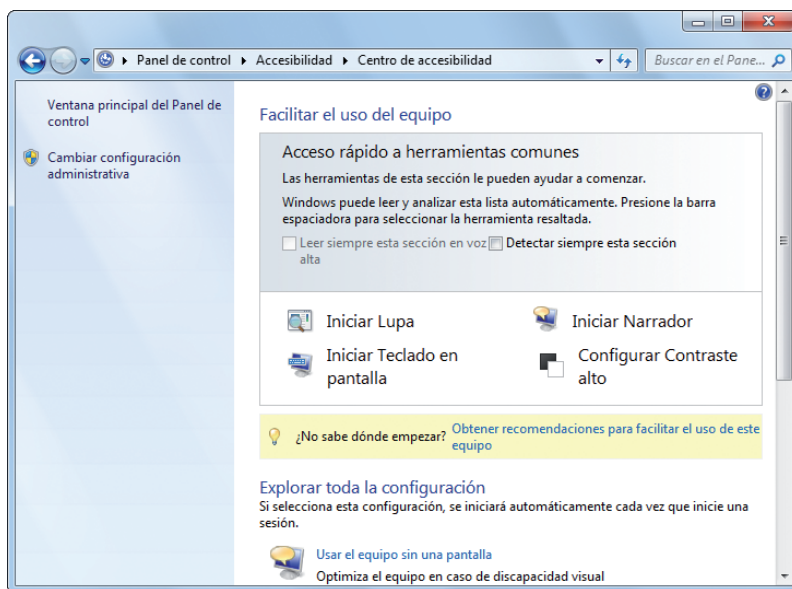 Panel de control ▸ Accesibilidad ▸ Centro de accesibilidad
Buscar en el Pane...
Ventana principal del Panel de
control
Cambiar configuración
administrativa
Facilitar el uso del equipo
Acceso rápido a herramientas comunes
Las herramientas de esta sección le pueden ayudar a comenzar.
Windows puede leer y analizar esta lista automáticamente. Presione la barra
espaciadora para seleccionar la herramienta resaltada.
Leer siempre esta sección en voz
alta
Detectar siempre esta sección
Iniciar Lupa
Iniciar Narrador
Iniciar Teclado en
pantalla
Configurar Contraste
alto
¿No sabe dónde empezar?
Obtener recomendaciones para facilitar el uso de este
equipo
Explorar toda la configuración
Si selecciona esta configuración, se iniciará automáticamente cada vez que inicie una
sesión.
Usar el equipo sin una pantalla
Optimiza el equipo en caso de discapacidad visual